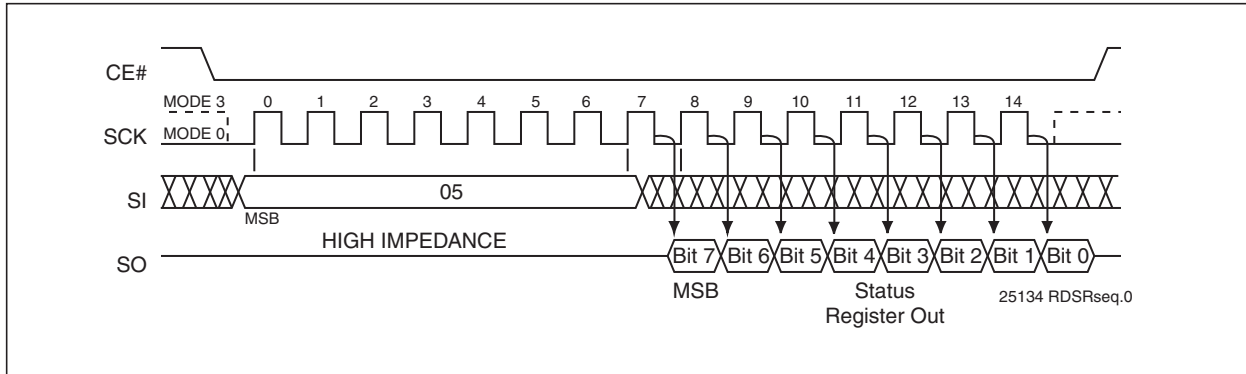 CE#
MODE 3 0 1 2 3 4 5 6 7 8 9 10 11 12 13 14
SCK MODE 0
SI 05
MSB
HIGH IMPEDANCE
SO Bit 7 Bit 6 Bit 5 Bit 4 Bit 3 Bit 2 Bit 1 Bit 0
MSB Status
Register Out
25134 RDSRseq.0